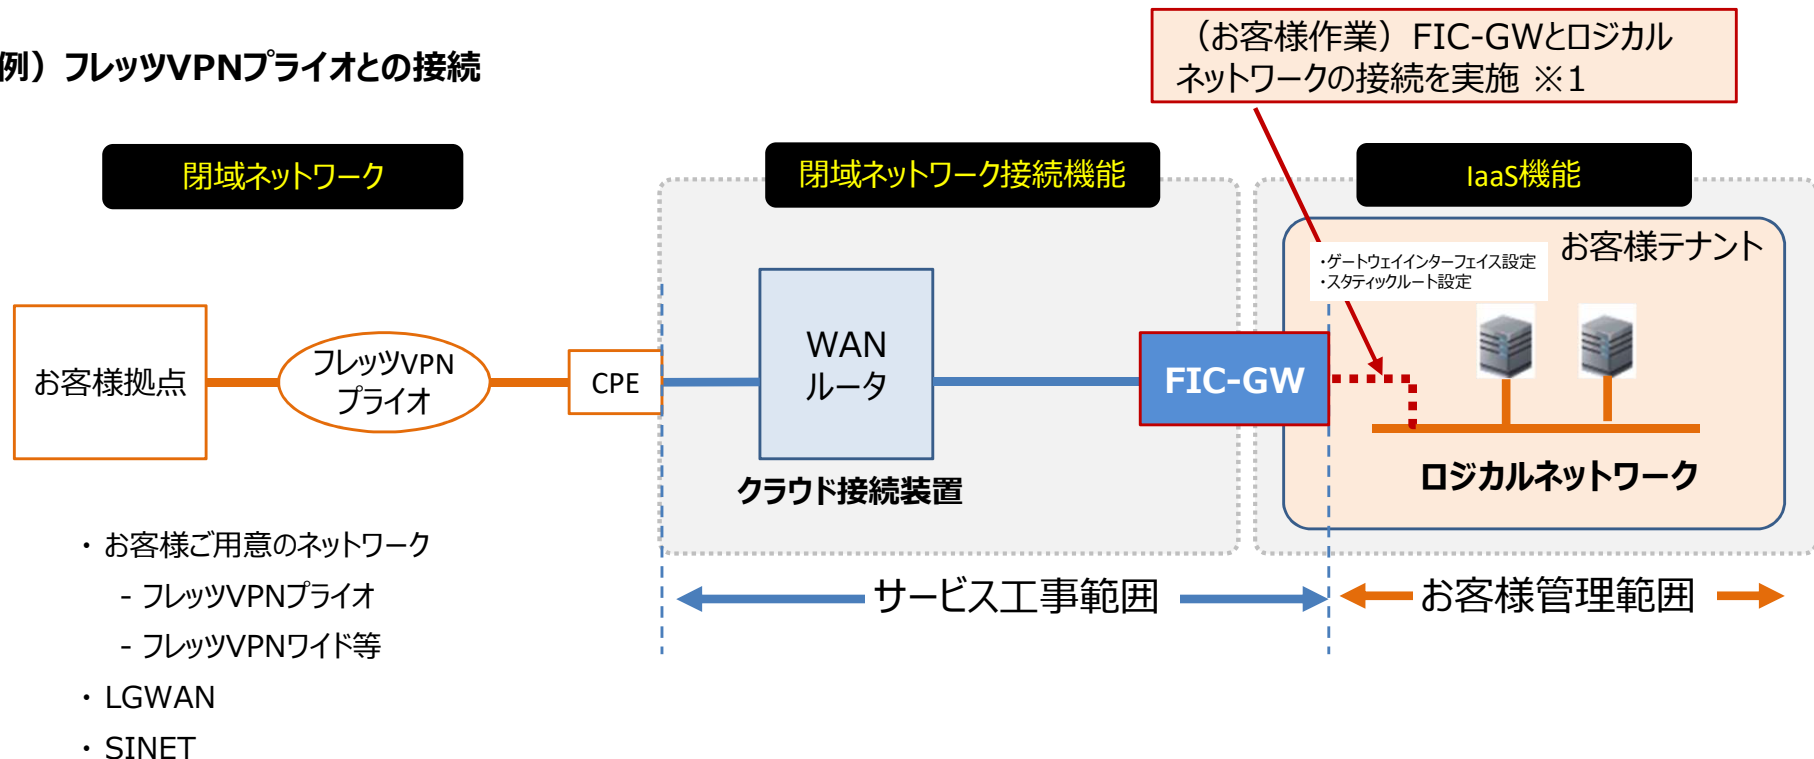 例）フレッツVPNプライオとの接続
（お客様作業）FIC-GWとロジカル
ネットワークの接続を実施 ※1
閉域ネットワーク
閉域ネットワーク接続機能
IaaS機能
お客様テナント
・ゲートウェイインターフェイス設定
・スタティックルート設定
お客様拠点
フレッツVPN
プライオ
CPE
WAN
ルータ
FIC-GW
クラウド接続装置
ロジカルネットワーク
サービス工事範囲
お客様管理範囲
・お客様ご用意のネットワーク
- フレッツVPNプライオ
- フレッツVPNワイド等
・LGWAN
・SINET